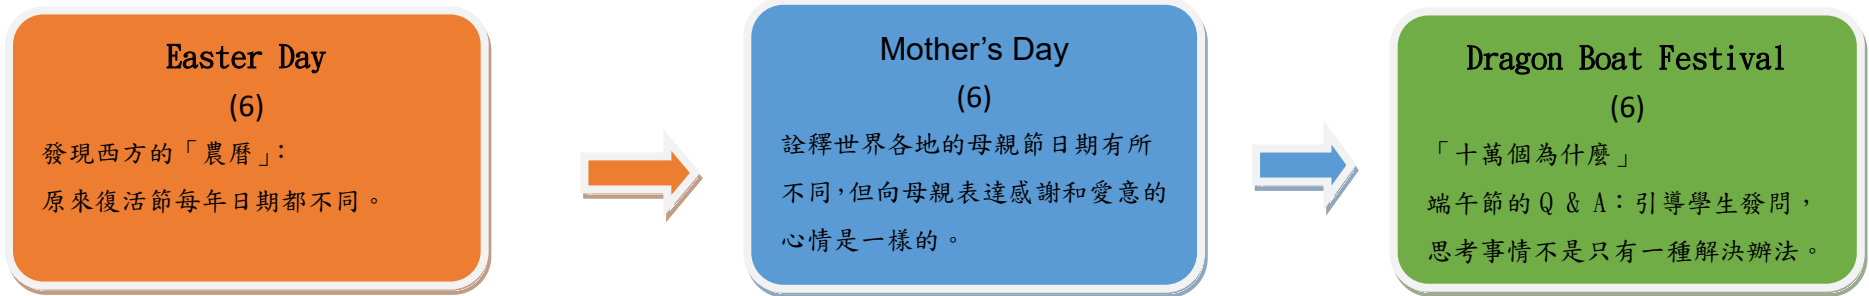 Easter Day
(6)
發現西方的「農曆」：
原來復活節每年日期都不同。
Mother’s Day
(6)
詮釋世界各地的母親節日期有所
不同，但向母親表達感謝和愛意的
心情是一樣的。
Dragon Boat Festival
(6)
「十萬個為什麼」
端午節的 Q & A：引導學生發問，
思考事情不是只有一種解決辦法。